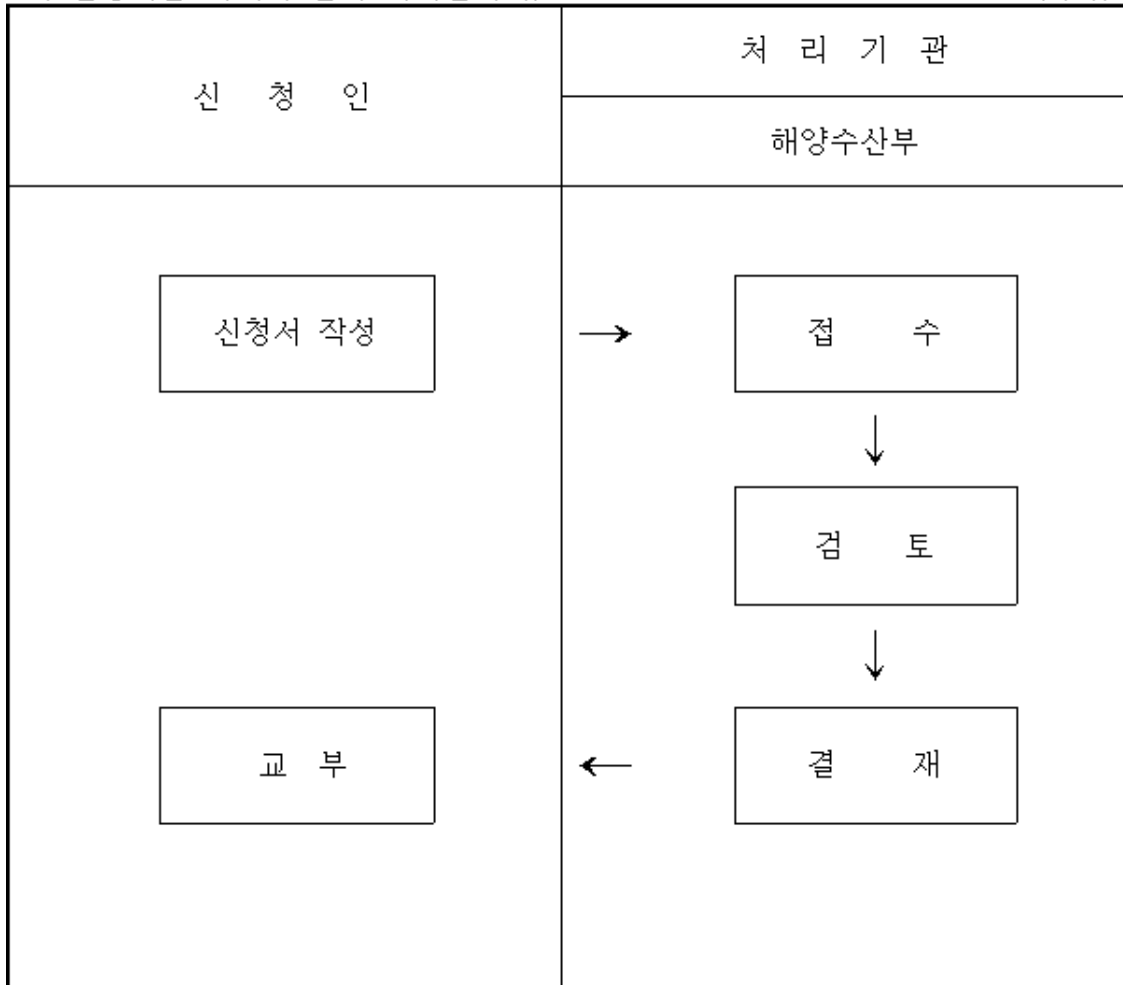 처 리 기 관
신 청 인
해양수산부
신청서 작성
→
접 수
↓
검 토
↓
교 부
←
결 재